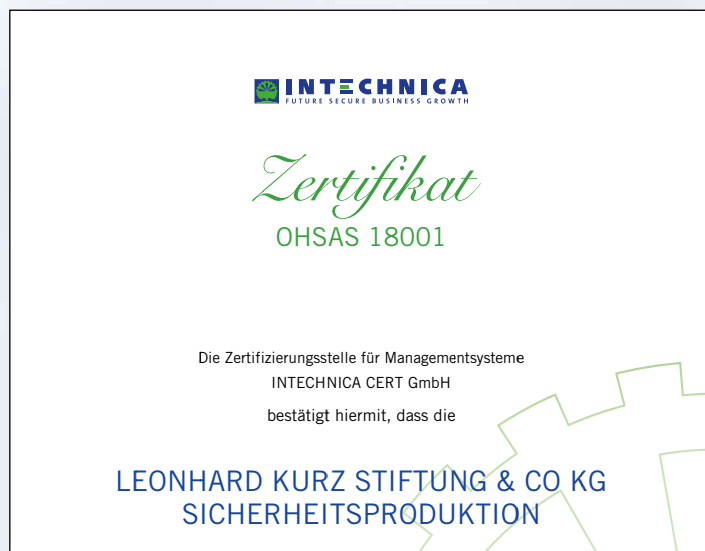 INTECHNICA
FUTURE SECURE BUSINESS GROWTH
Zertifikat
OHSAS 18001
Die Zertifizierungsstelle für Managementsysteme
INTECHNICA CERT GmbH
bestätigt hiermit, dass die
LEONHARD KURZ STIFTUNG & CO KG
SICHERHEITSPRODUKTION